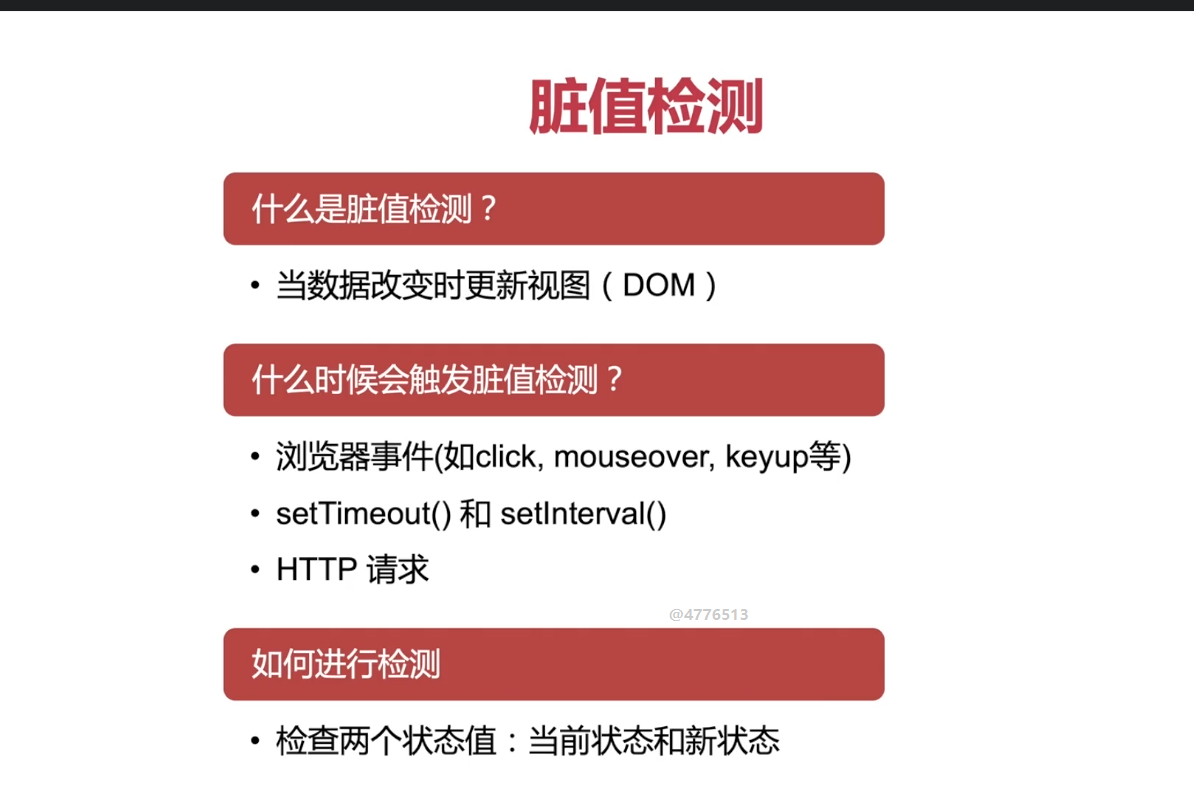 脏值检测
什么是脏值检测？
• 当数据改变时更新视图（DOM）
什么时候会触发脏值检测？
• 浏览器事件(如click, mouseover, keyup等)
• setTimeout() 和 setInterval()
• HTTP 请求
@4776513
如何进行检测
• 检查两个状态值：当前状态和新状态